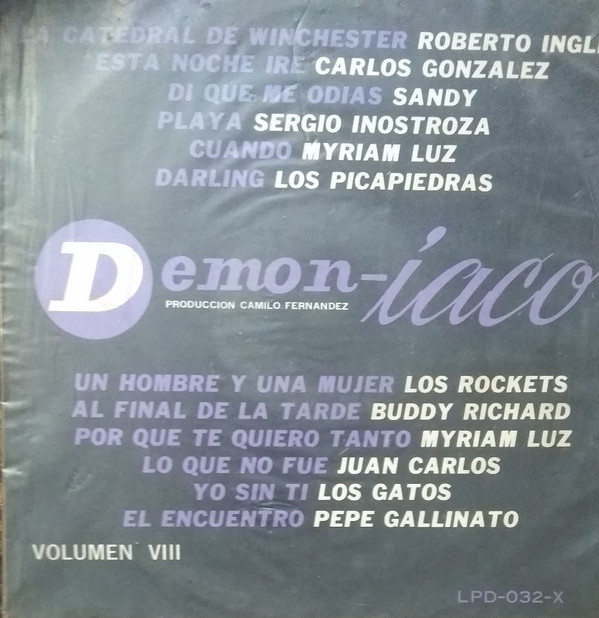 LA CATEDRAL DE WINCHESTER ROBERTO INGL
ESTA NOCHE IRE CARLOS GONZALEZ
DI QUE ME ODIAS SANDY
PLAYA SERGIO INOSTROZA
CUANDO MYRIAM LUZ
DARLING LOS PICAPIEDRAS
Demon-iaco
PRODUCCION CAMILO FERNANDEZ
UN HOMBRE Y UNA MUJER LOS ROCKETS
AL FINAL DE LA TARDE BUDDY RICHARD
POR QUE TE QUIERO TANTO MYRIAM LUZ
LO QUE NO FUE JUAN CARLOS
YO SIN TI LOS GATOS
EL ENCUENTRO PEPE GALLINATO
VOLUMEN VIII
LPD-032-X